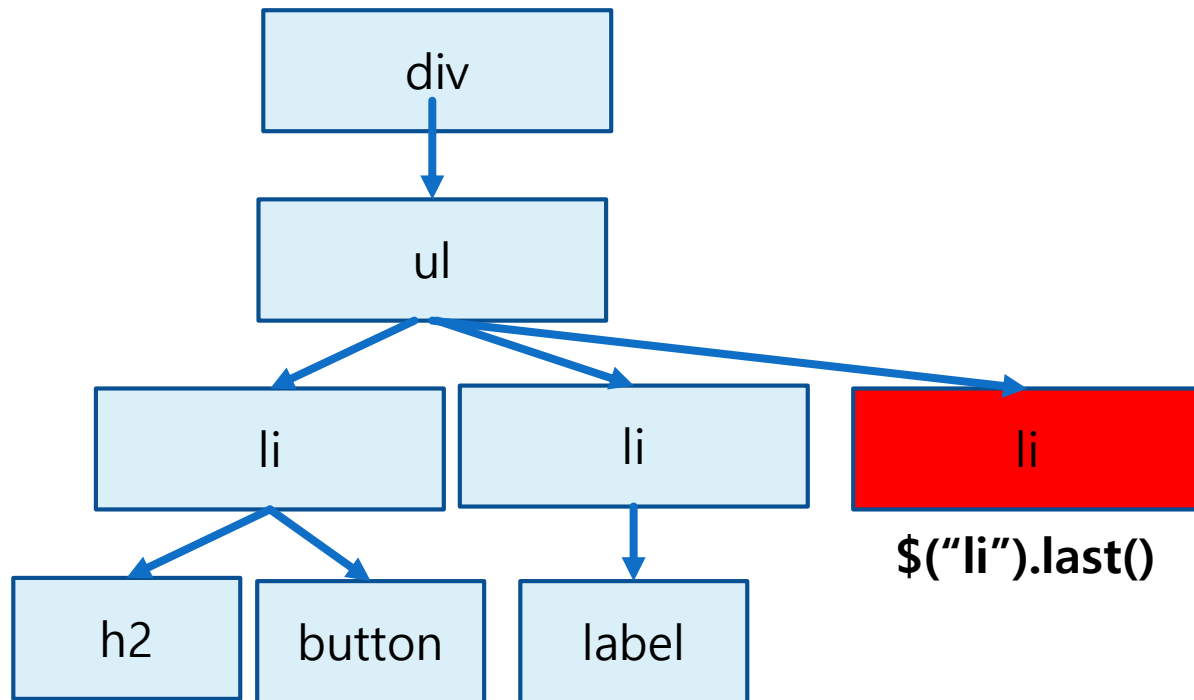 div
ul
li
li
li
$(“li”).last()
h2
button
label